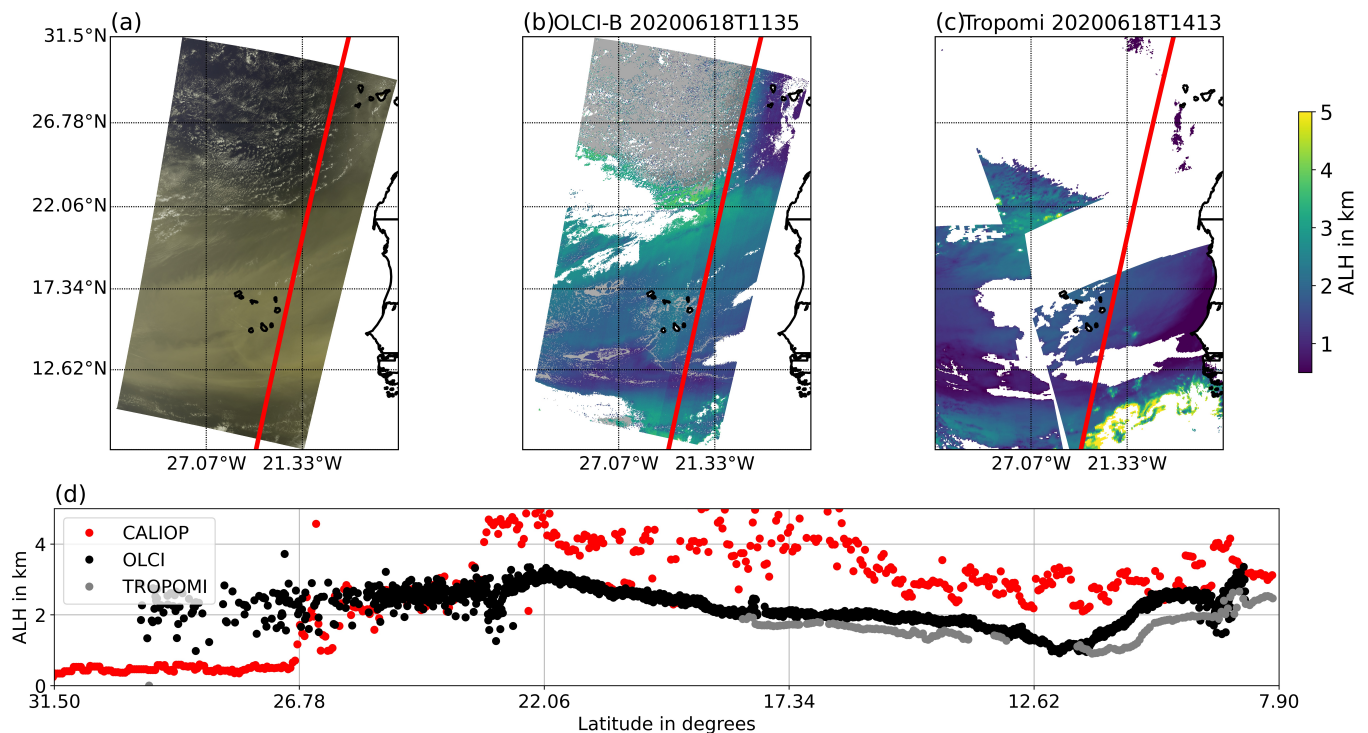 (a)
(b)OLCI-B 20200618T1135
(c)Tropomi 20200618T1413
31.5°N
26.78°N
22.06°N
17.34°N
12.62°N
27.07°W 21.33°W
27.07°W 21.33°W
27.07°W 21.33°W
5
4
3
2
1
ALH in km
(d)
CALIOP
OLCI
TROPOMI
ALH in km
4
2
0
31.50 26.78 22.06 17.34 12.62 7.90
Latitude in degrees